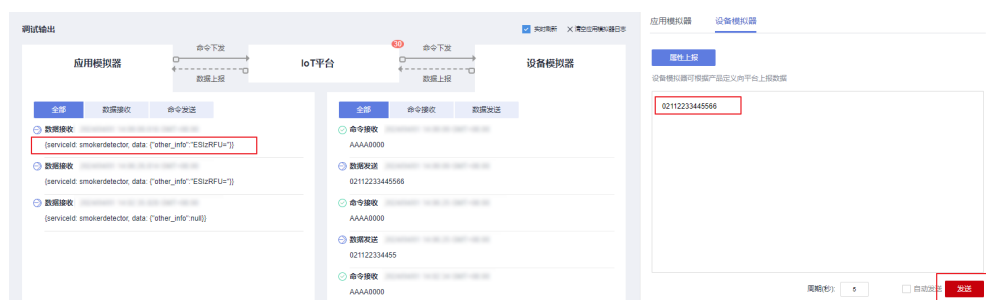 调试输出
实时刷新
清空应用模拟器日志
应用模拟器
命令下发
数据上报
IoT平台
30
命令下发
数据上报
设备模拟器
全部
数据接收
命令发送
数据接收
{serviceId: smokerdetector, data: {"other_info":"ESIzRFU="}}
数据接收
{serviceId: smokerdetector, data: {"other_info":"ESIzRFU="}}
数据接收
{serviceId: smokerdetector, data: {"other_info":null}}
全部
命令接收
数据发送
命令接收
AAAA0000
数据发送
02112233445566
命令接收
AAAA0000
数据发送
021122334455
命令接收
AAAA0000
应用模拟器
设备模拟器
属性上报
设备模拟器可根据产品定义向平台上报数据
02112233445566
周期(秒):
5
自动发送
发送